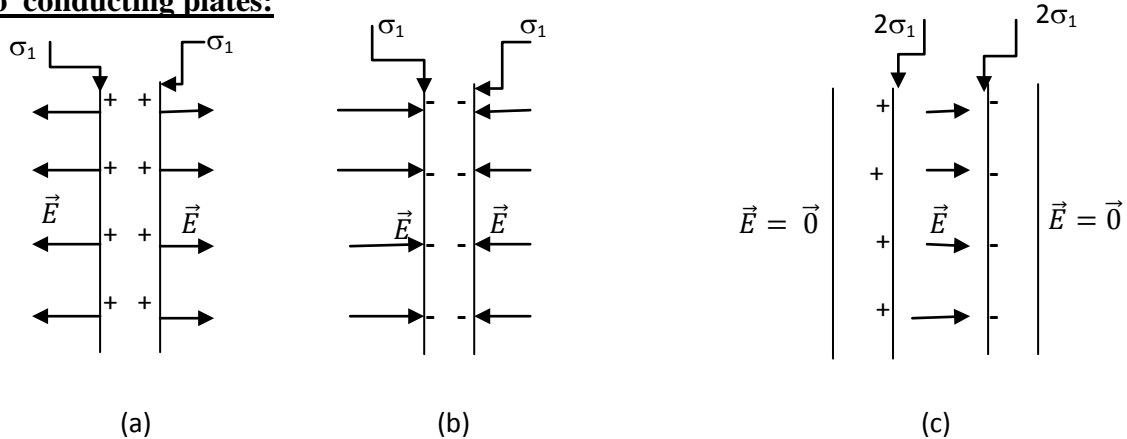 conducting plates:
σ₁ σ₁ σ₁ σ₁ 2σ₁ 2σ₁
+ + - - + -
+ + - - + -
E⃗ E⃗ E⃗ E⃗ E⃗ = 0⃗ E⃗ E⃗ = 0⃗
+ + - - + -
+ + - - + -
(a) (b) (c)